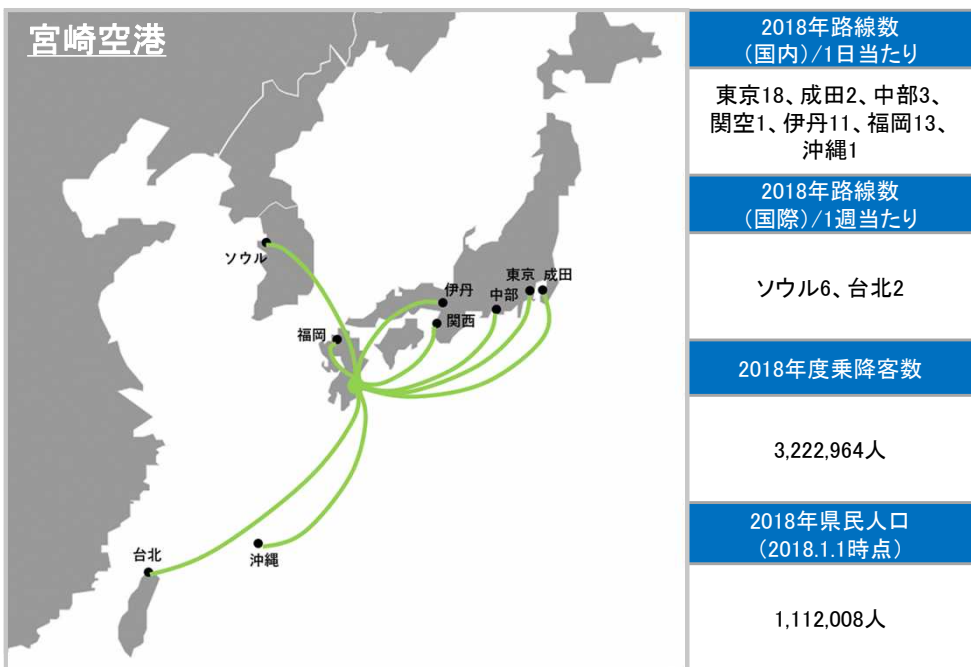 宮崎空港
ソウル
福岡
伊丹
関西
中部
東京
成田
台北
沖縄
2018年路線数
（国内）/1日当たり
東京18、成田2、中部3、
関空1、伊丹11、福岡13、
沖縄1
2018年路線数
（国際）/1週当たり
ソウル6、台北2
2018年度乗降客数
3,222,964人
2018年県民人口
（2018.1.1時点）
1,112,008人